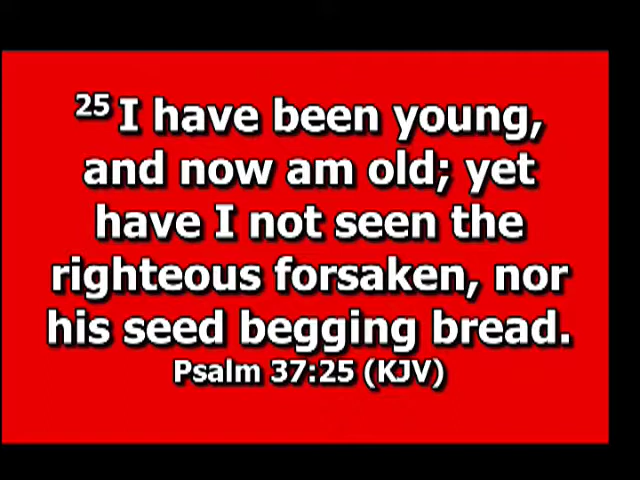 25 I have been young,
and now am old; yet
have I not seen the
righteous forsaken, nor
his seed begging bread.
Psalm 37:25 (KJV)